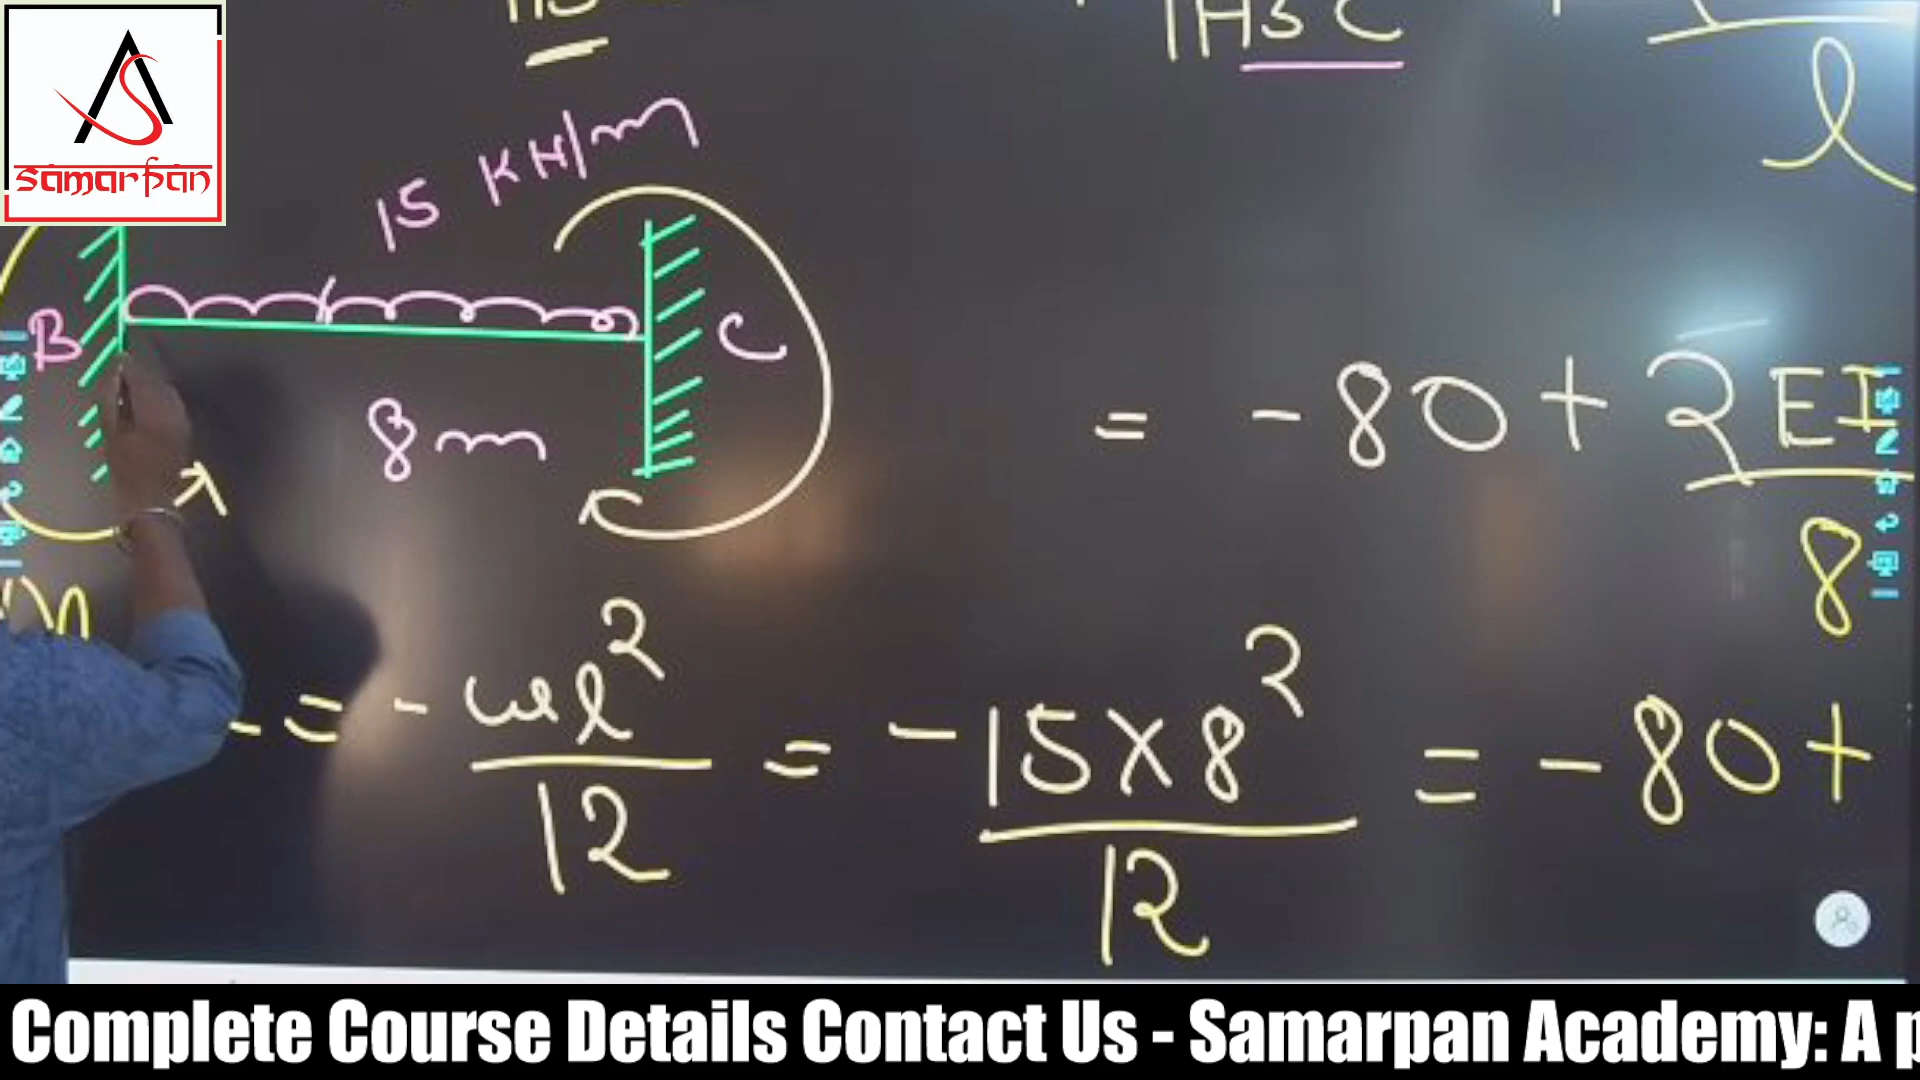 SAMARPAN
15 KN/m
B
C
8m
l
= -80 + 2EI
8
= -wl²/12 = -15×8²/12 = -80+
Complete Course Details Contact Us - Samarpan Academy: A p